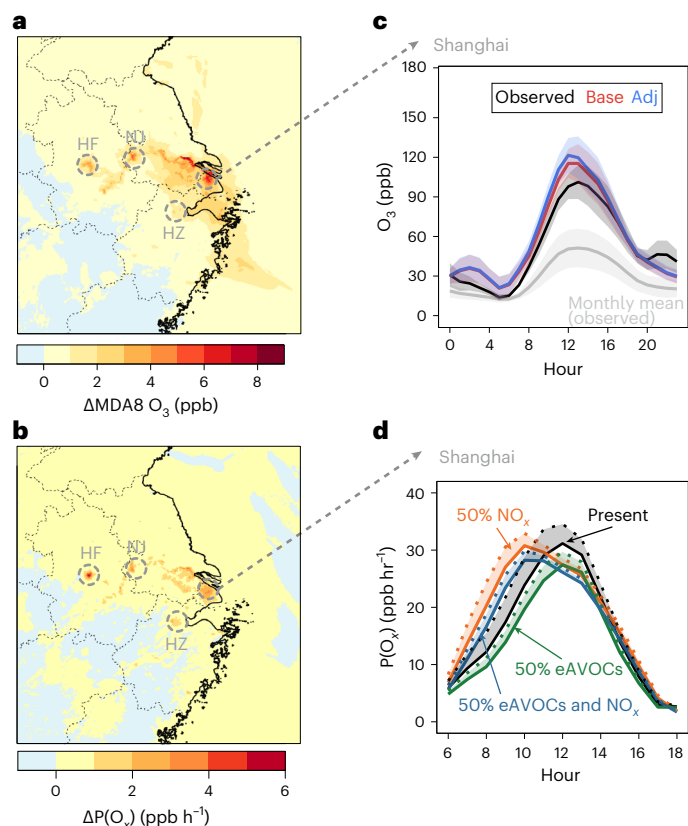 a
HF
NJ
HZ
0 2 4 6 8
ΔMDA8 O₃ (ppb)
b
HF
NJ
HZ
0 2 4 6
ΔP(Oₓ) (ppb h⁻¹)
c
Shanghai
180
150
120
90
60
30
0
O₃ (ppb)
Observed Base Adj
Monthly mean
(observed)
0 4 8 12 16 20
Hour
d
Shanghai
40
30
20
10
0
P(Oₓ) (ppb hr⁻¹)
50% NOₓ
Present
50% eAVOCs
50% eAVOCs and NOₓ
6 8 10 12 14 16 18
Hour